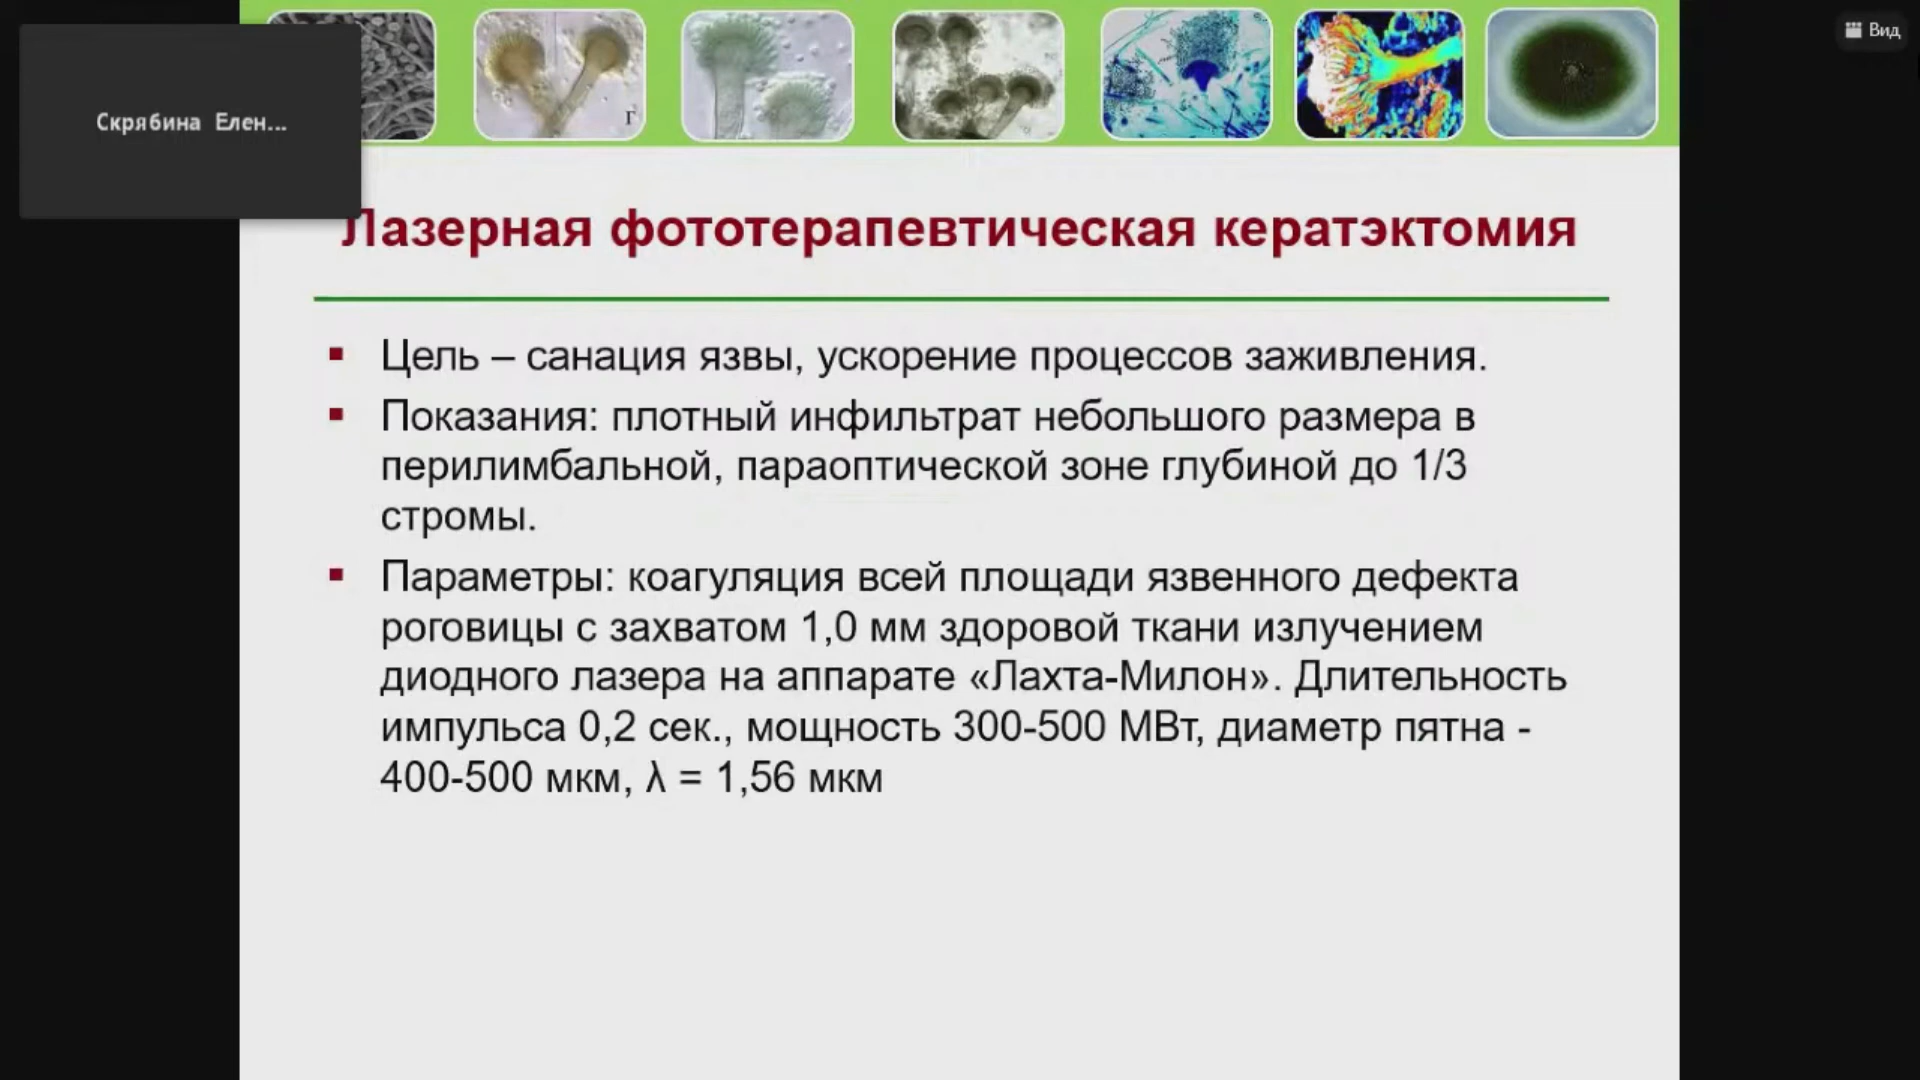 Вид
Скрябина Елен...
г
Лазерная фототерапевтическая кератэктомия
Цель – санация язвы, ускорение процессов заживления.
Показания: плотный инфильтрат небольшого размера в
перилимбальной, параоптической зоне глубиной до 1/3
стромы.
Параметры: коагуляция всей площади язвенного дефекта
роговицы с захватом 1,0 мм здоровой ткани излучением
диодного лазера на аппарате «Лахта-Милон». Длительность
импульса 0,2 сек., мощность 300-500 МВт, диаметр пятна -
400-500 мкм, λ = 1,56 мкм